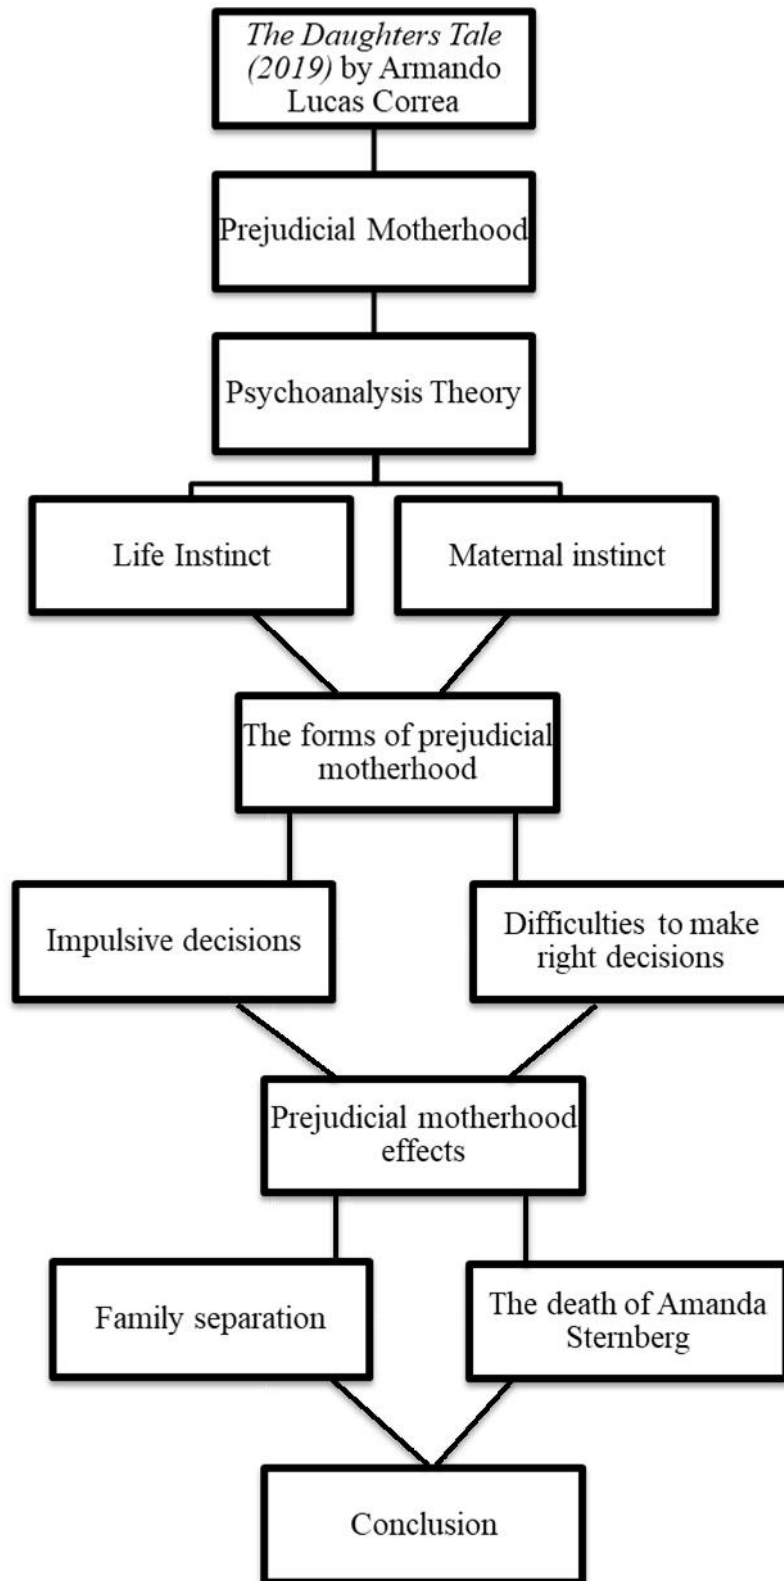 The Daughters Tale
(2019) by Armando
Lucas Correa
Prejudicial Motherhood
Psychoanalysis Theory
Life Instinct
Maternal instinct
The forms of prejudicial
motherhood
Impulsive decisions
Difficulties to make
right decisions
Prejudicial motherhood
effects
Family separation
The death of Amanda
Sternberg
Conclusion